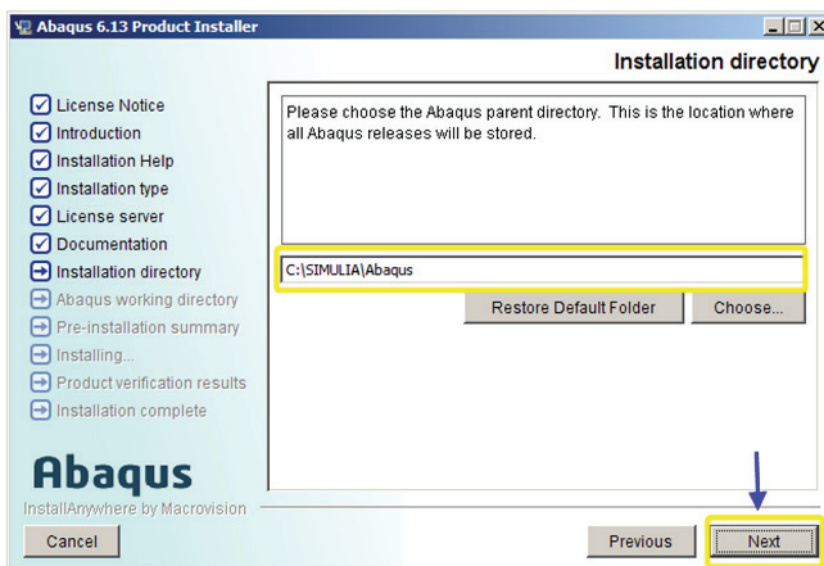 Abaqus 6.13 Product Installer
Installation directory
License Notice
Introduction
Installation Help
Installation type
License server
Documentation
Installation directory
Abaqus working directory
Pre-installation summary
Installing...
Product verification results
Installation complete
Please choose the Abaqus parent directory. This is the location where
all Abaqus releases will be stored.
C:\SIMULIA\Abaqus
Restore Default Folder
Choose...
Abaqus
InstallAnywhere by Macrovision
Cancel
Previous
Next